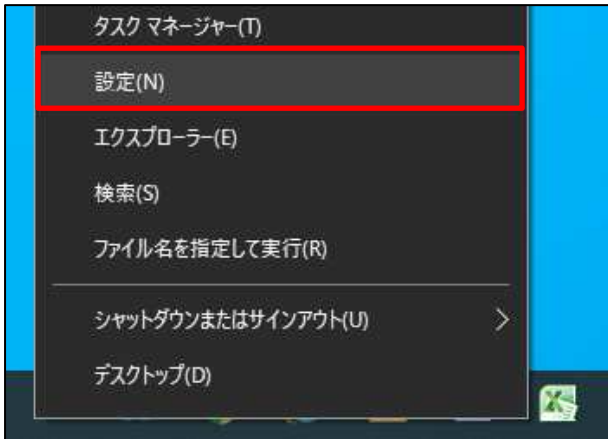 タスク マネージャー(T)
設定(N)
エクスプローラー(E)
検索(S)
ファイル名を指定して実行(R)
シャットダウンまたはサインアウト(U)
デスクトップ(D)